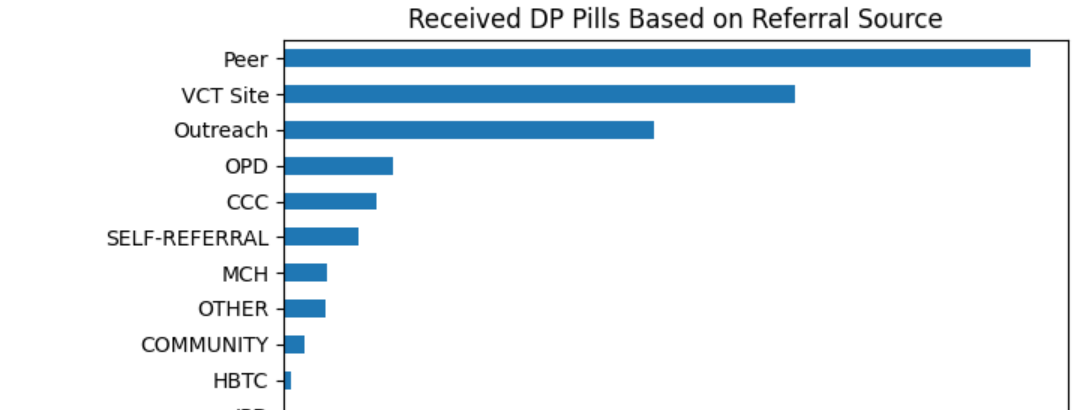 Received DP Pills Based on Referral Source
Peer
VCT Site
Outreach
OPD
CCC
SELF-REFERRAL
MCH
OTHER
COMMUNITY
HBTC